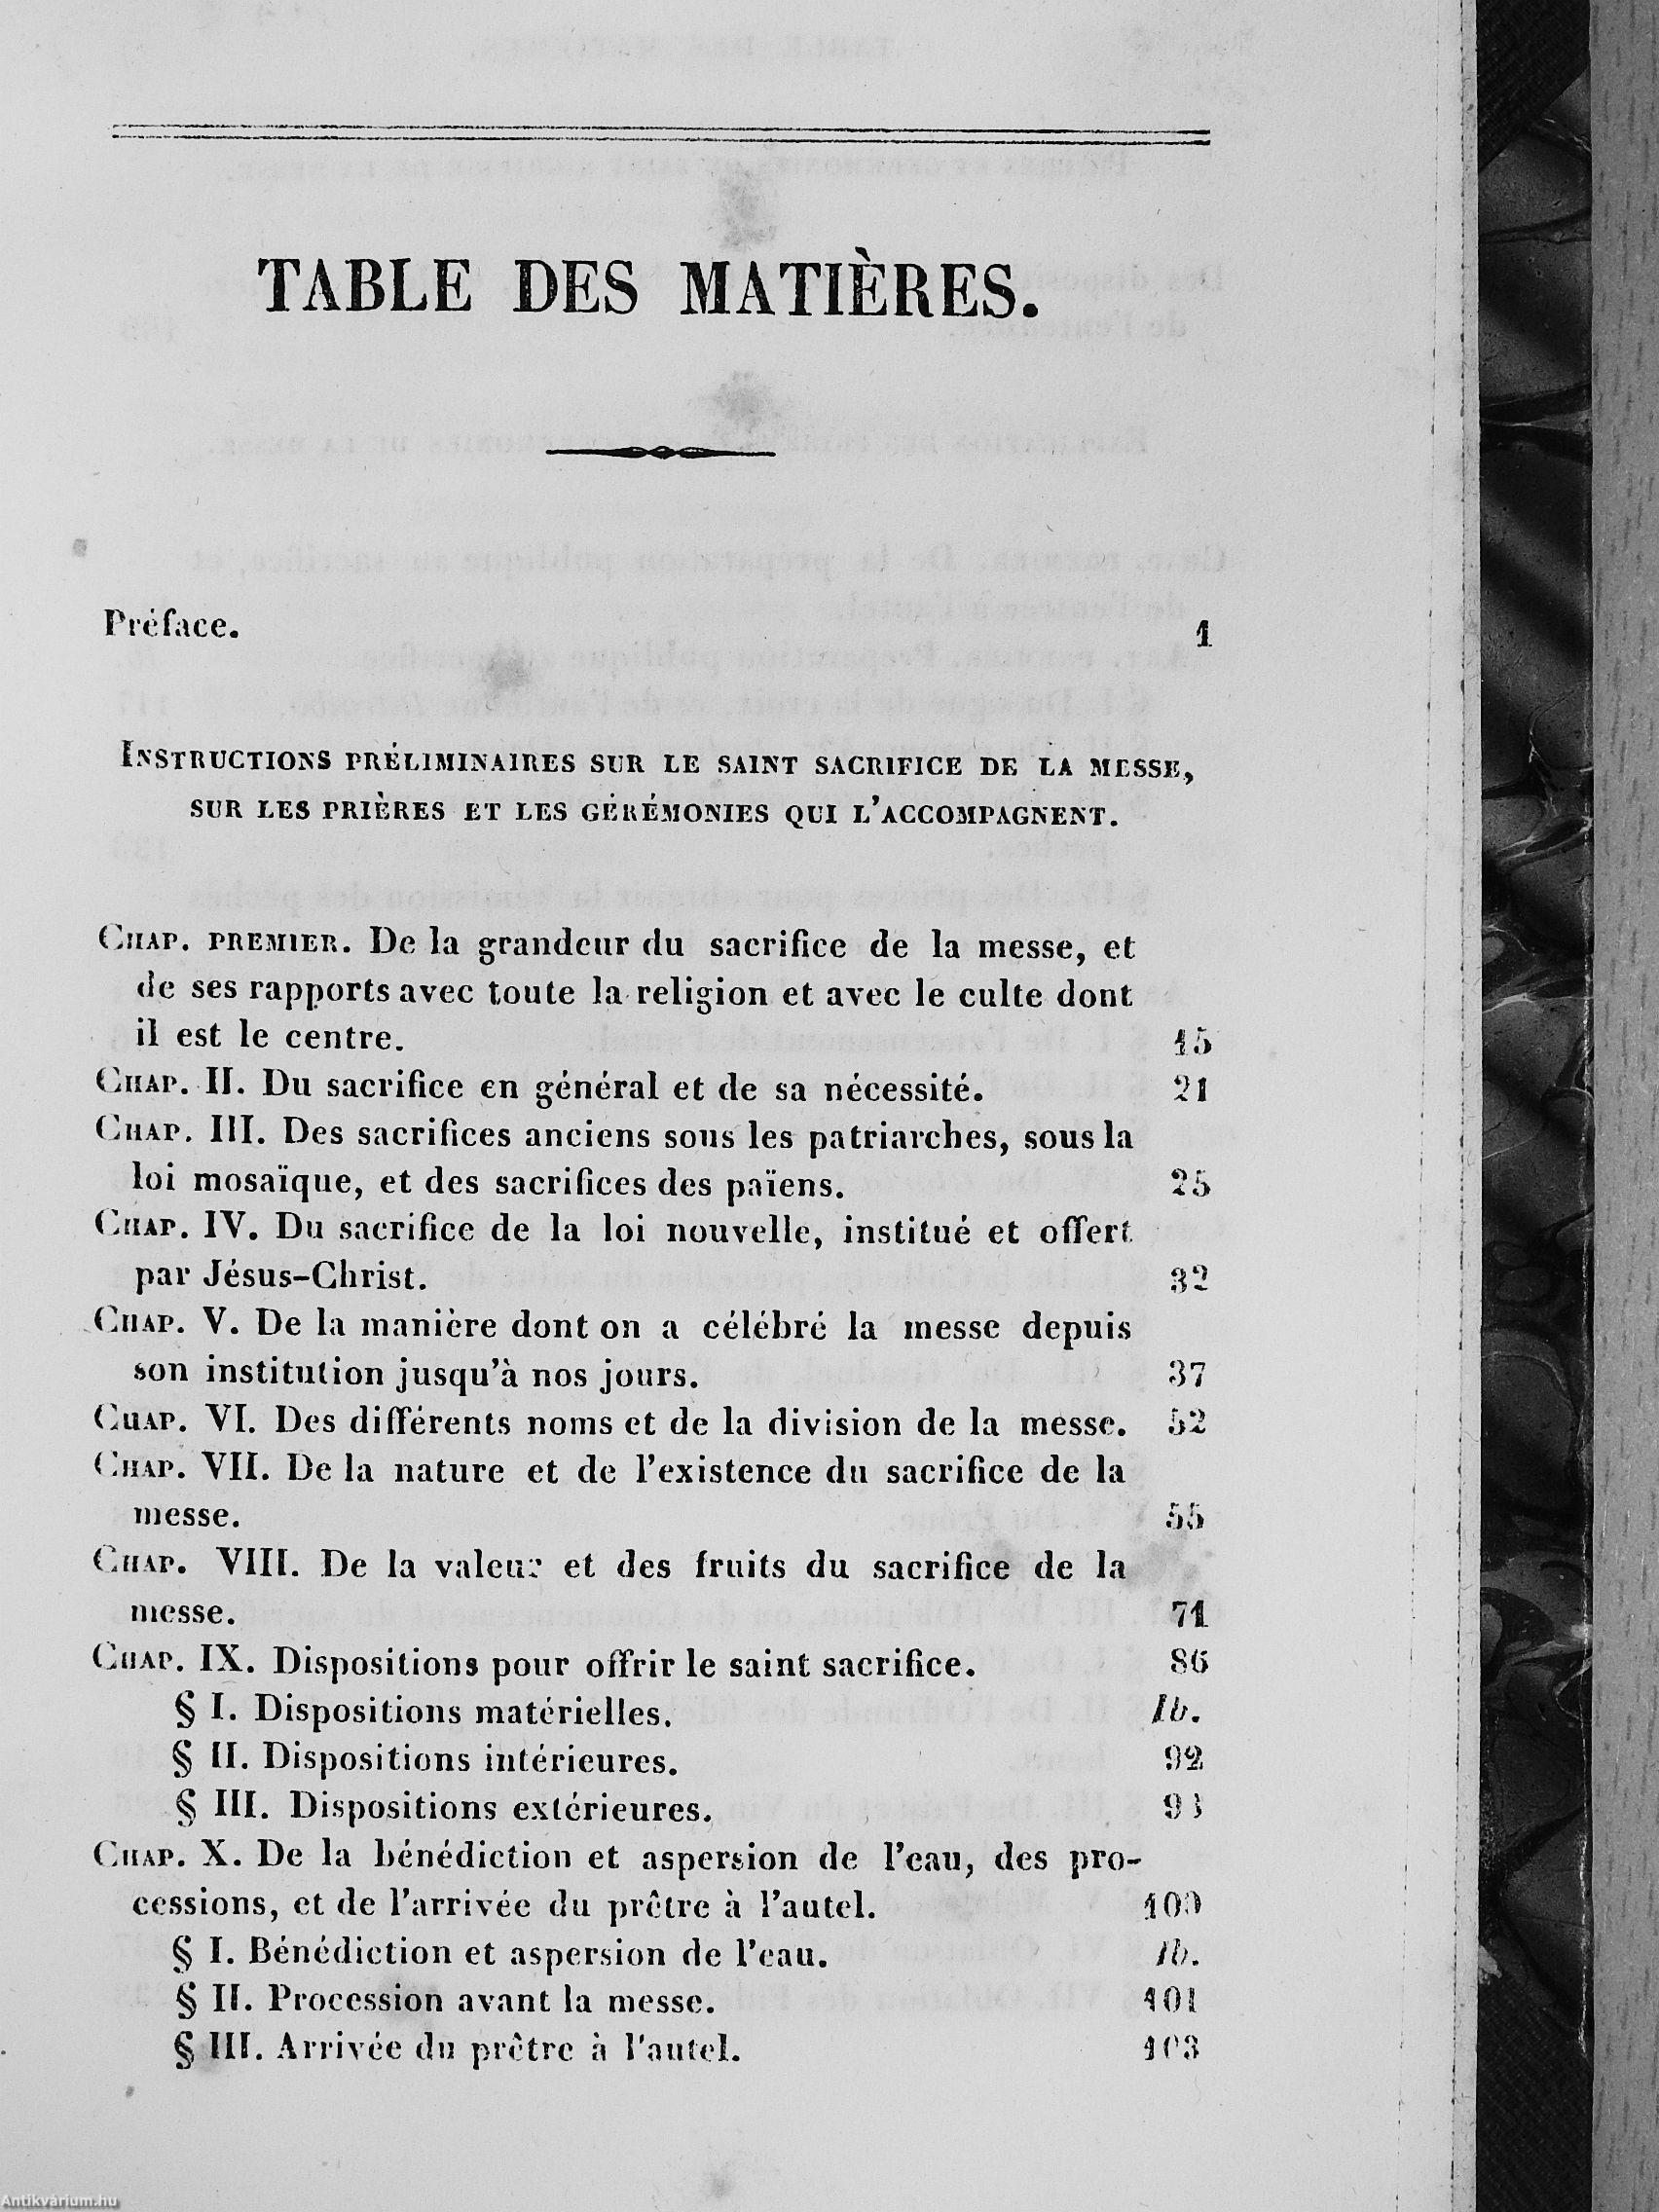 TABLE DES MATIÈRES.
Préface. 1
INSTRUCTIONS PRÉLIMINAIRES SUR LE SAINT SACRIFICE DE LA MESSE,
SUR LES PRIÈRES ET LES GÉRÉMONIES QUI L'ACCOMPAGNENT.
CHAP. PREMIER. De la grandeur du sacrifice de la messe, et
de ses rapports avec toute la religion et avec le culte dont
il est le centre. 15
CHAP. II. Du sacrifice en général et de sa nécessité. 21
CHAP. III. Des sacrifices anciens sous les patriarches, sous la
loi mosaïque, et des sacrifices des païens. 25
CHAP. IV. Du sacrifice de la loi nouvelle, institué et offert
par Jésus-Christ. 32
CHAP. V. De la manière dont on a célébré la messe depuis
son institution jusqu'à nos jours. 37
CHAP. VI. Des différents noms et de la division de la messe. 52
CHAP. VII. De la nature et de l'existence du sacrifice de la
messe. 55
CHAP. VIII. De la valeur et des fruits du sacrifice de la
messe. 71
CHAP. IX. Dispositions pour offrir le saint sacrifice. 86
§ I. Dispositions matérielles. Ib.
§ II. Dispositions intérieures. 92
§ III. Dispositions extérieures.
CHAP. X. De la bénédiction et aspersion de l'eau, des pro-
cessions, et de l'arrivée du prêtre à l'autel.
§ I. Bénédiction et aspersion de l'eau. Ib.
§ II. Procession avant la messe. 101
§ III. Arrivée du prêtre à l'autel. 103
Antikvárium.hu